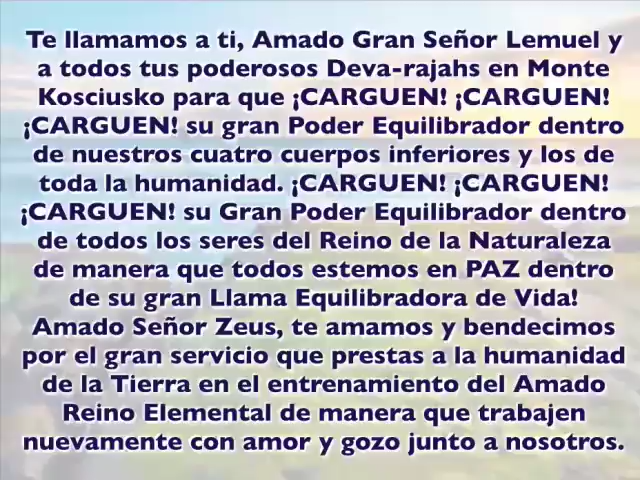 Te llamamos a ti, Amado Gran Señor Lemuel y
a todos tus poderosos Deva-rajahs en Monte
Kosciusko para que ¡CARGUEN! ¡CARGUEN!
¡CARGUEN! su gran Poder Equilibrador dentro
de nuestros cuatro cuerpos inferiores y los de
toda la humanidad. ¡CARGUEN! ¡CARGUEN!
¡CARGUEN! su Gran Poder Equilibrador dentro
de todos los seres del Reino de la Naturaleza
de manera que todos estemos en PAZ dentro
de su gran Llama Equilibradora de Vida!
Amado Señor Zeus, te amamos y bendecimos
por el gran servicio que prestas a la humanidad
de la Tierra en el entrenamiento del Amado
Reino Elemental de manera que trabajen
nuevamente con amor y gozo junto a nosotros.